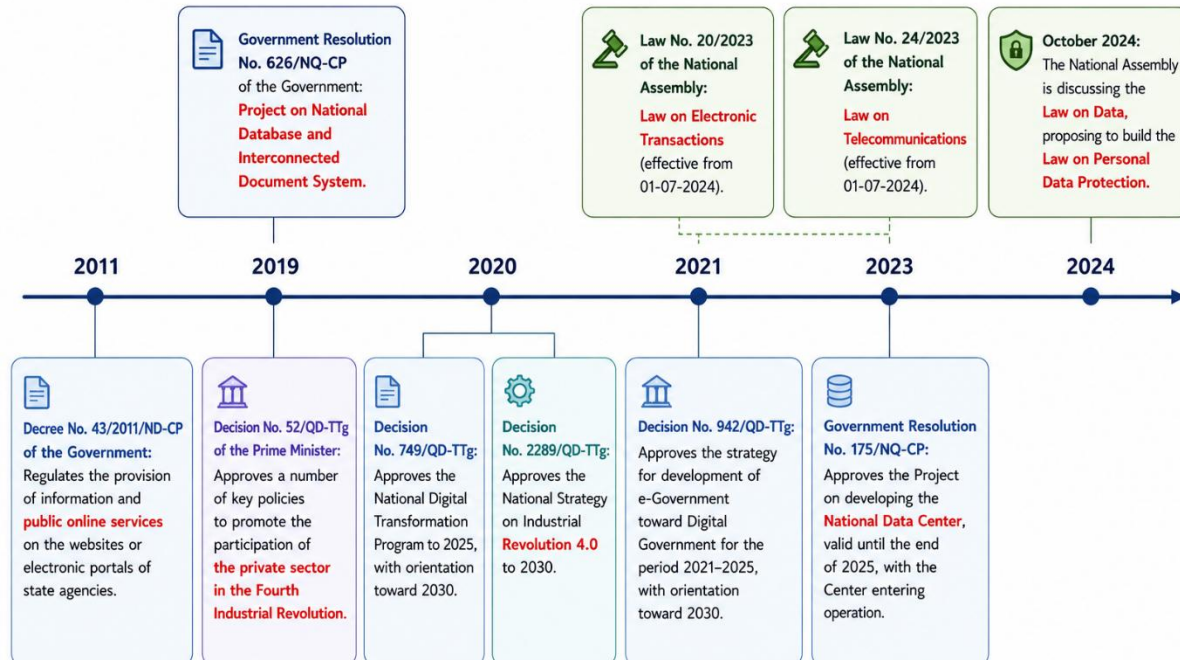 Government Resolution
No. 626/NQ-CP
of the Government:
Project on National
Database and
Interconnected
Document System.
Law No. 20/2023
of the National
Assembly:
Law on Electronic
Transactions
(effective from
01-07-2024).
Law No. 24/2023
of the National
Assembly:
Law on
Telecommunications
(effective from
01-07-2024).
October 2024:
The National Assembly
is discussing the
Law on Data,
proposing to build the
Law on Personal
Data Protection.
2011
2019
2020
2021
2023
2024
Decree No. 43/2011/ND-CP
of the Government:
Regulates the provision
of information and
public online services
on the websites or
electronic portals of
state agencies.
Decision No. 52/QD-TTg
of the Prime Minister:
Approves a number
of key policies
to promote the
participation of
the private sector
in the Fourth
Industrial Revolution.
Decision
No. 749/QD-TTg:
Approves the
National Digital
Transformation
Program to 2025,
with orientation
toward 2030.
Decision
No. 2289/QD-TTg:
Approves the
National Strategy
on Industrial
Revolution 4.0
to 2030.
Decision No. 942/QD-TTg:
Approves the strategy
for development of
e-Government
toward Digital
Government for the
period 2021–2025,
with orientation
toward 2030.
Government Resolution
No. 175/NQ-CP:
Approves the Project
on developing the
National Data Center,
valid until the end
of 2025, with the
Center entering
operation.